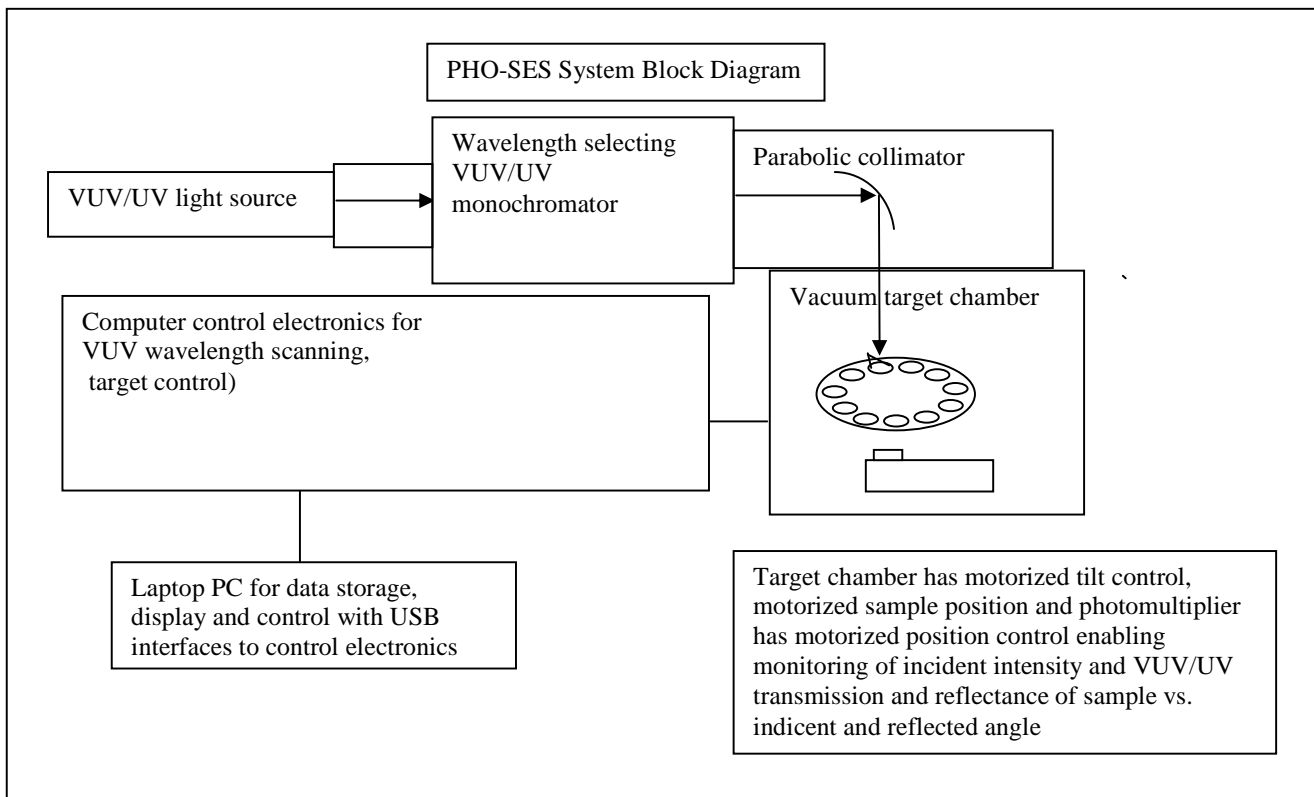 PHO-SES System Block Diagram
VUV/UV light source
Wavelength selecting
VUV/UV
monochromator
Parabolic collimator
Vacuum target chamber
Computer control electronics for
VUV wavelength scanning,
target control)
Laptop PC for data storage,
display and control with USB
interfaces to control electronics
Target chamber has motorized tilt control,
motorized sample position and photomultiplier
has motorized position control enabling
monitoring of incident intensity and VUV/UV
transmission and reflectance of sample vs.
indicent and reflected angle